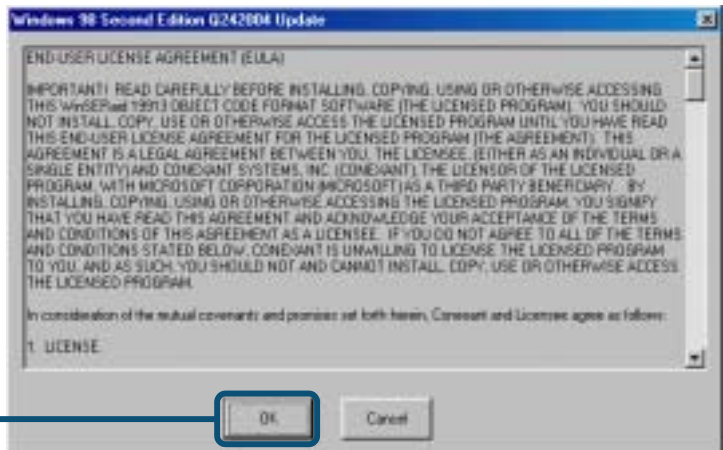 Windows 98 Second Edition Q242004 Update
END-USER LICENSE AGREEMENT (EULA)
IMPORTANT! READ CAREFULLY BEFORE INSTALLING, COPYING, USING OR OTHERWISE ACCESSING
THIS 19913 OBJECT CODE FORMAT SOFTWARE (THE LICENSED PROGRAM). YOU SHOULD
NOT INSTALL, COPY, USE OR OTHERWISE ACCESS THE LICENSED PROGRAM UNTIL YOU HAVE READ
THIS END-USER LICENSE AGREEMENT FOR THE LICENSED PROGRAM (THE AGREEMENT). THIS
AGREEMENT IS A LEGAL AGREEMENT BETWEEN YOU, THE LICENSEE, (EITHER AS AN INDIVIDUAL OR A
SINGLE ENTITY) AND CONEXANT SYSTEMS, INC. (CONEXANT), THE LICENSOR OF THE LICENSED
PROGRAM, WITH MICROSOFT CORPORATION (MICROSOFT) AS A THIRD PARTY BENEFICIARY. BY
INSTALLING, COPYING, USING OR OTHERWISE ACCESSING THE LICENSED PROGRAM, YOU SIGNIFY
THAT YOU HAVE READ THIS AGREEMENT AND ACKNOWLEDGE YOUR ACCEPTANCE OF THE TERMS
AND CONDITIONS OF THIS AGREEMENT AS A LICENSEE. IF YOU DO NOT AGREE TO ALL OF THE TERMS
AND CONDITIONS STATED BELOW, CONEXANT IS UNWILLING TO LICENSE THE LICENSED PROGRAM
TO YOU, AND AS SUCH, YOU SHOULD NOT AND CANNOT INSTALL, COPY, USE OR OTHERWISE ACCESS
THE LICENSED PROGRAM.
In consideration of the mutual covenants and promises set forth herein, Conexant and Licensee agree as follows:
1. LICENSE.
OK
Cancel